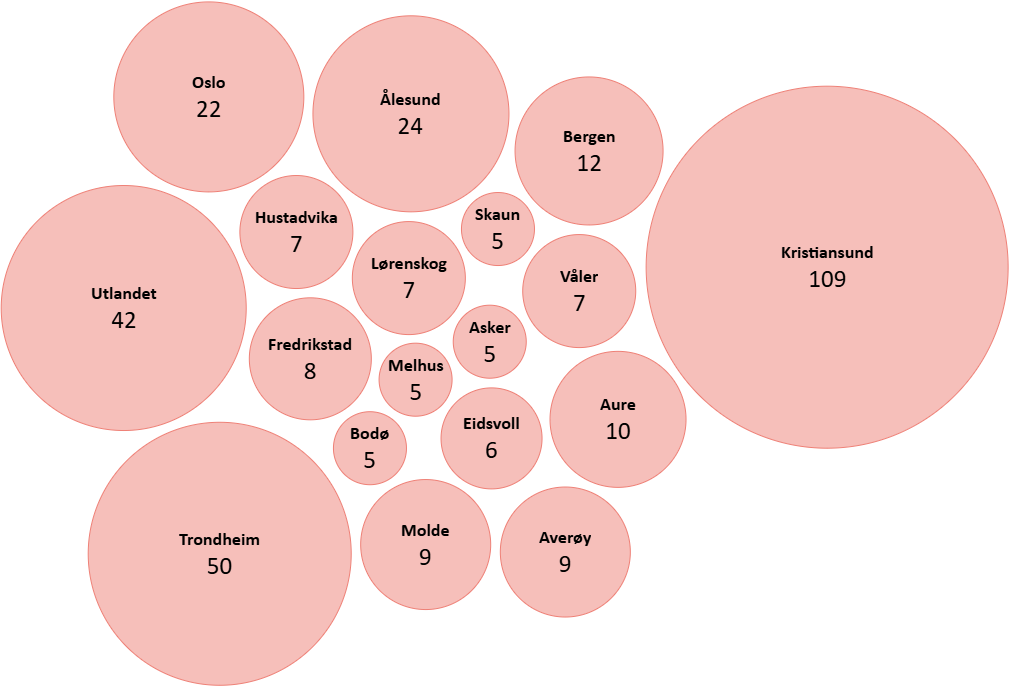 Oslo
22
Ålesund
24
Bergen
12
Kristiansund
109
Hustadvika
7
Skaun
5
Lørenskog
7
Våler
7
Utlandet
42
Fredrikstad
8
Asker
5
Melhus
5
Aure
10
Eidsvoll
6
Bodø
5
Trondheim
50
Molde
9
Averøy
9